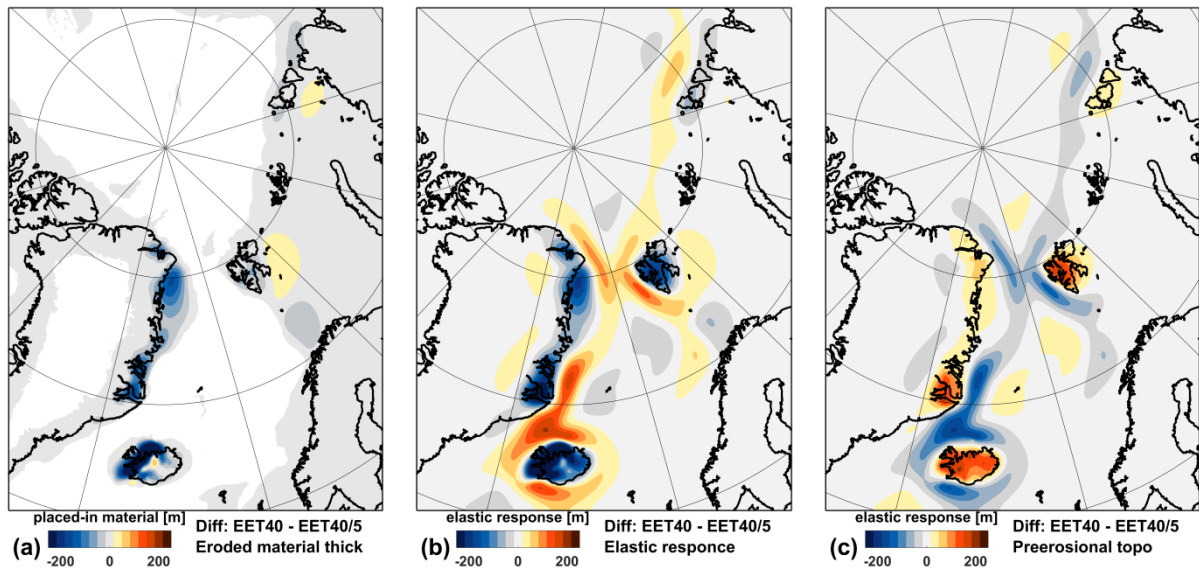 placed-in material [m]
Diff: EET40 - EET40/5
(a)
Eroded material thick
-200 0 200
elastic response [m]
Diff: EET40 - EET40/5
(b)
Elastic responce
-200 0 200
elastic response [m]
Diff: EET40 - EET40/5
(c)
Preerosional topo
-200 0 200